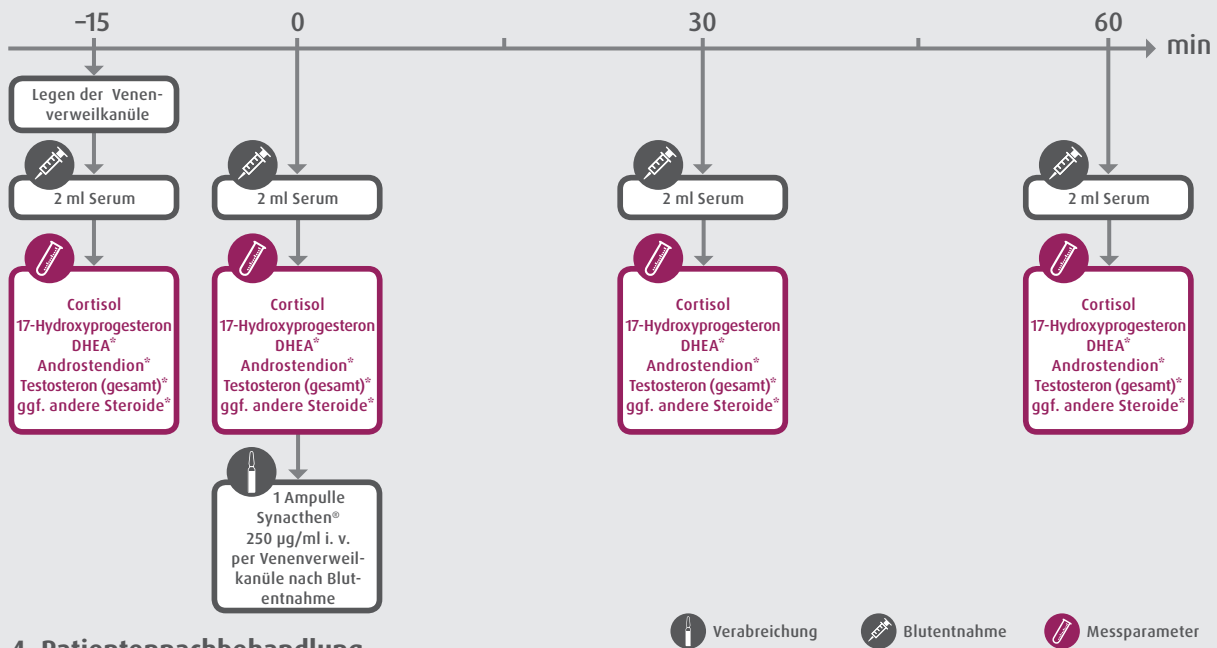 –15
0
30
60
min
Legen der Venen-
verweilkanüle
2 ml Serum
2 ml Serum
2 ml Serum
2 ml Serum
Cortisol
17-Hydroxyprogesteron
DHEA*
Androstendion*
Testosteron (gesamt)*
ggf. andere Steroide*
Cortisol
17-Hydroxyprogesteron
DHEA*
Androstendion*
Testosteron (gesamt)*
ggf. andere Steroide*
Cortisol
17-Hydroxyprogesteron
DHEA*
Androstendion*
Testosteron (gesamt)*
ggf. andere Steroide*
Cortisol
17-Hydroxyprogesteron
DHEA*
Androstendion*
Testosteron (gesamt)*
ggf. andere Steroide*
1 Ampulle
Synacthen®
250 µg/ml i. v.
per Venenverweil-
kanüle nach Blut-
entnahme
Verabreichung
Blutentnahme
Messparameter
4. Patientennachbehandlung